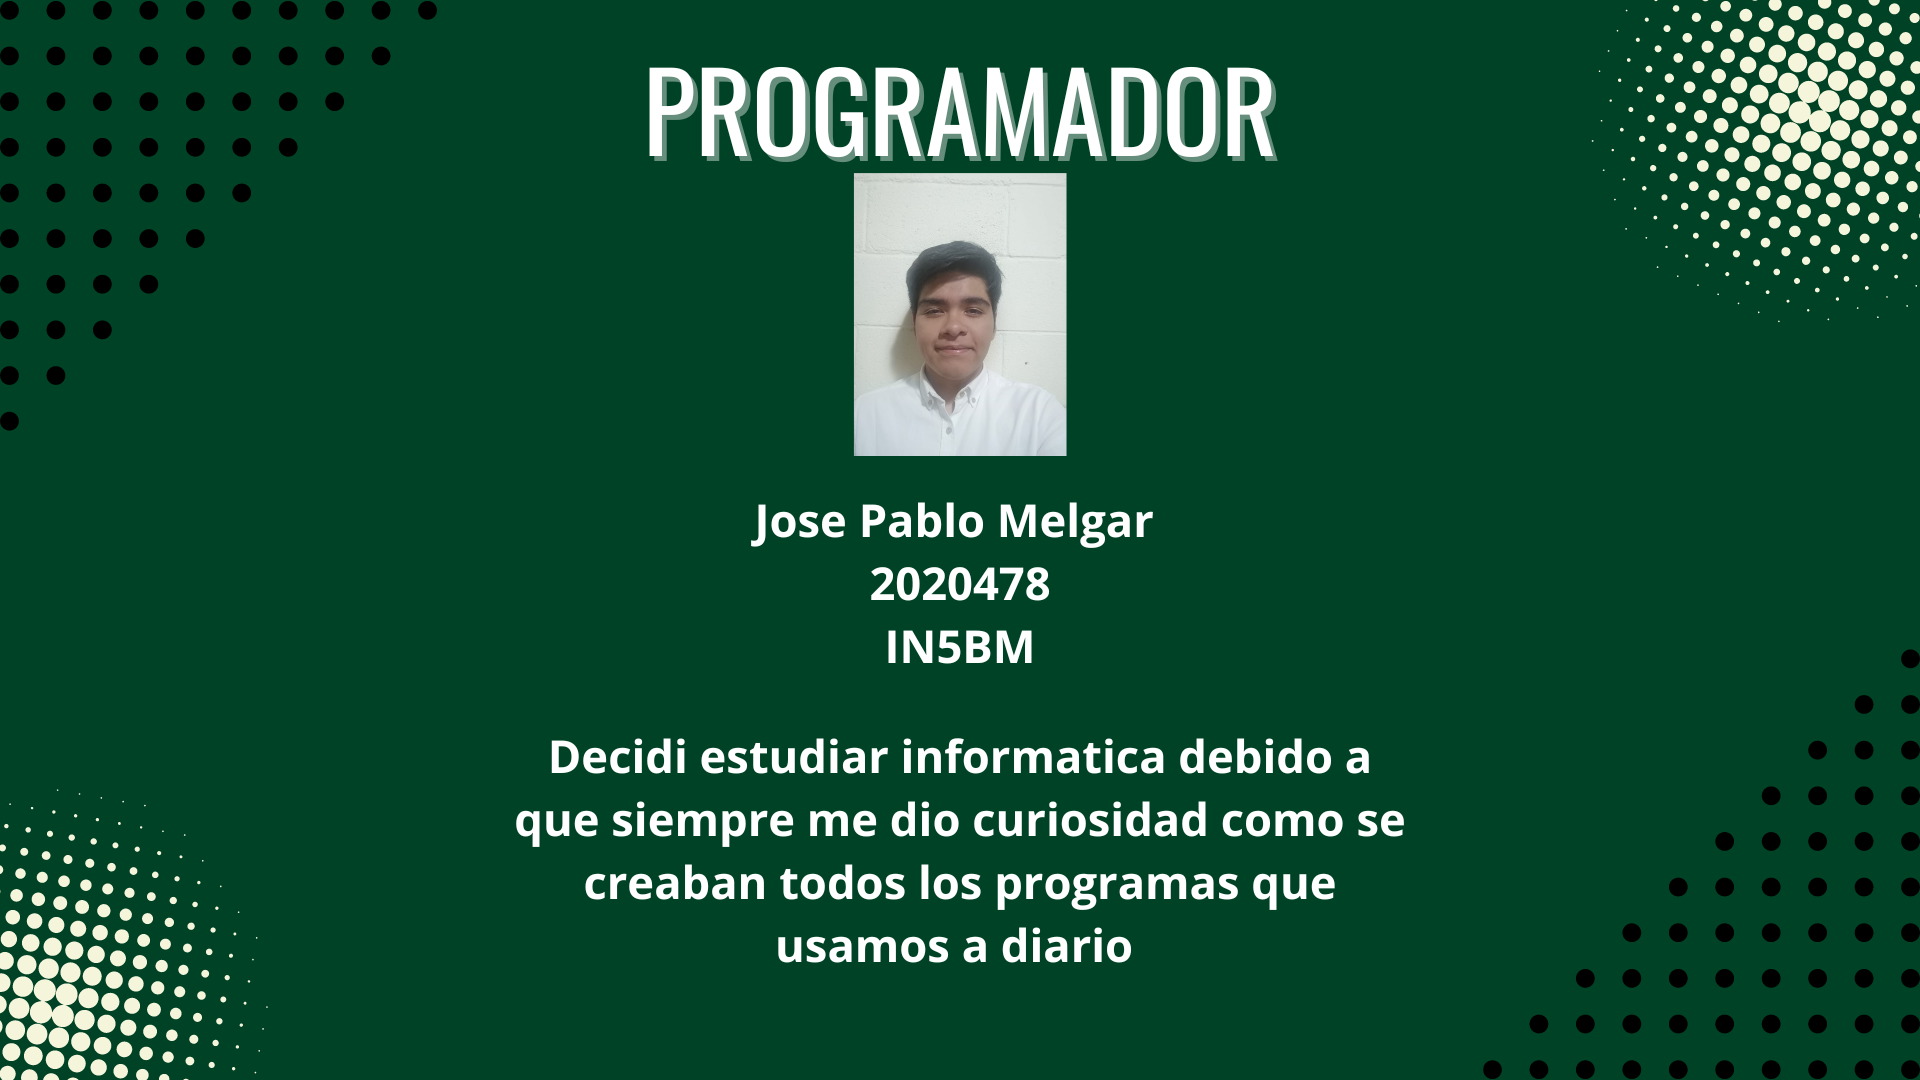 PROGRAMADOR
Jose Pablo Melgar
2020478
IN5BM
Decidi estudiar informatica debido a
que siempre me dio curiosidad como se
creaban todos los programas que
usamos a diario